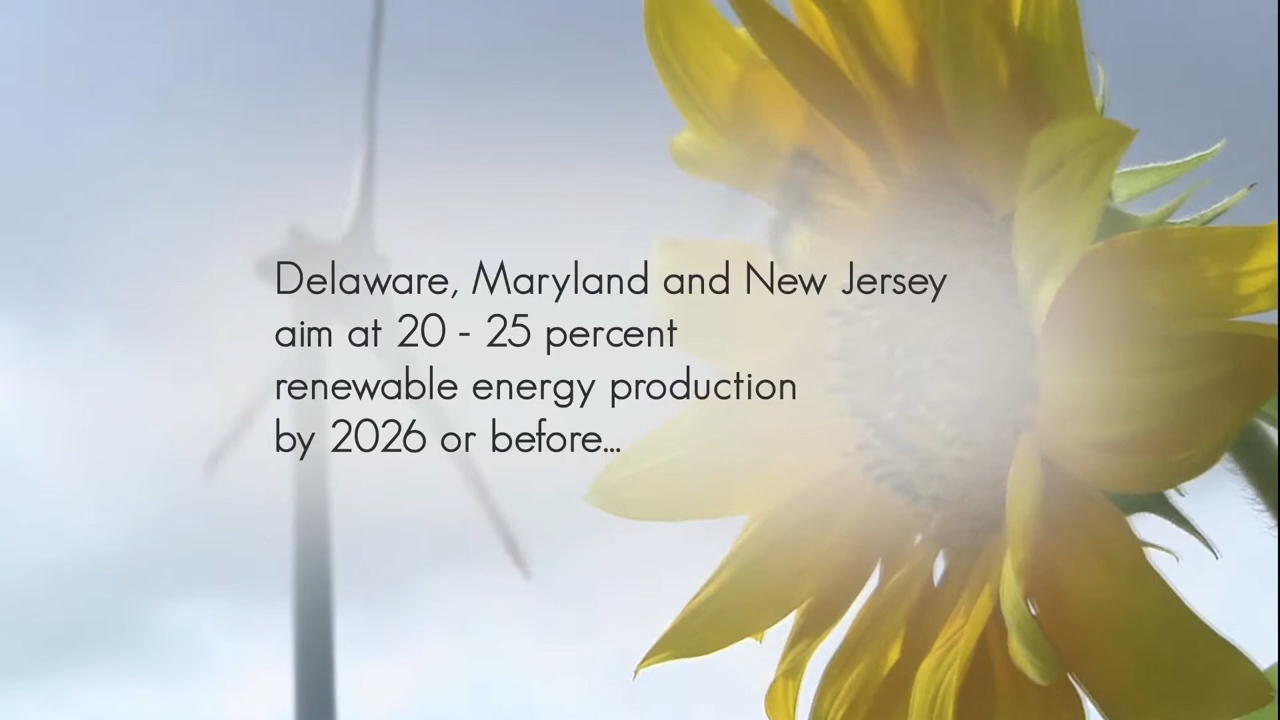 Delaware, Maryland and New Jersey
aim at 20 - 25 percent
renewable energy production
by 2026 or before...